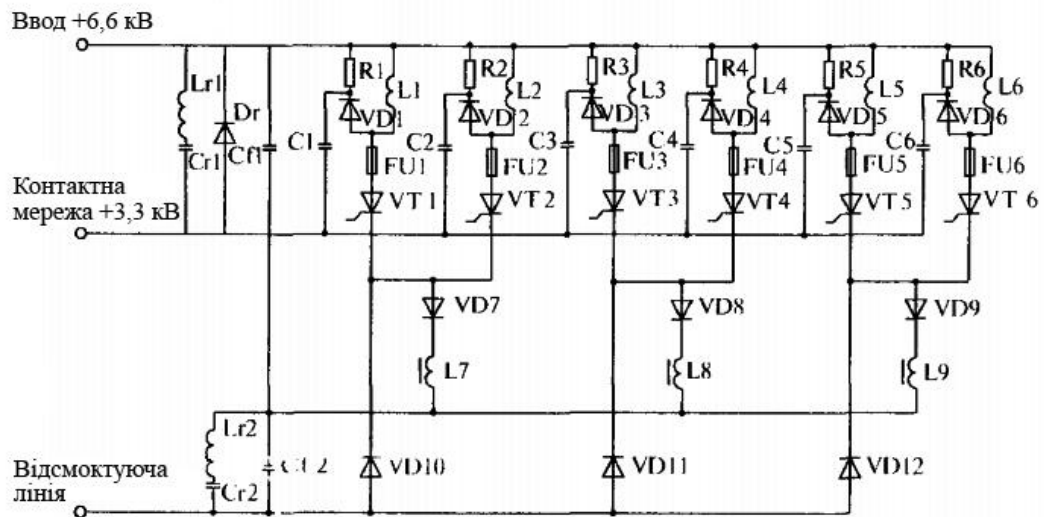 Ввод +6,6 кВ
R1 L1 R2 L2 R3 L3 R4 L4 R5 L5 R6 L6
Lr1 Dr VD1 VD2 VD3 VD4 VD5 VD6
Cr1 Cf1 C1 C2 C3 C4 C5 C6
FU1 FU2 FU3 FU4 FU5 FU6
Контактна
мережа +3,3 кВ
VT1 VT2 VT3 VT4 VT5 VT6
VD7 VD8 VD9
L7 L8 L9
Lr2
Відсмоктуюча
лінія
Cr2 Cf2 VD10 VD11 VD12